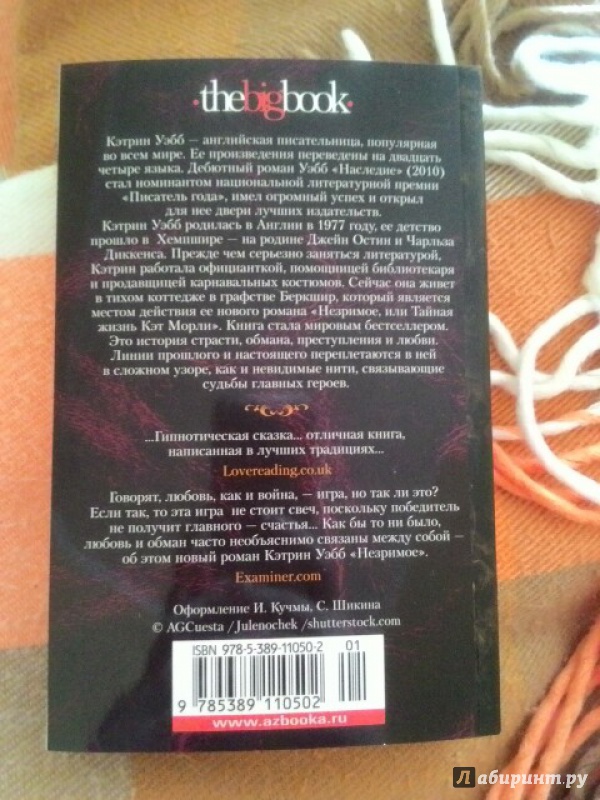 ·thebigbook·
Кэтрин Уэбб — английская писательница, популярная
во всем мире. Ее произведения переведены на двадцать
четыре языка. Дебютный роман Уэбб «Наследие» (2010)
стал номинантом национальной литературной премии
«Писатель года», имел огромный успех и открыл
для нее двери лучших издательств.
Кэтрин Уэбб родилась в Англии в 1977 году, ее детство
прошло в Хемпшире — на родине Джейн Остин и Чарльза
Диккенса. Прежде чем серьезно заняться литературой,
Кэтрин работала официанткой, помощницей библиотекаря
и продавщицей карнавальных костюмов. Сейчас она живет
в тихом коттедже в графстве Беркшир, который является
местом действия ее нового романа «Незримое, или Тайная
жизнь Кэт Морли». Книга стала мировым бестселлером.
Это история страсти, обмана, преступления и любви.
Линии прошлого и настоящего переплетаются в ней
в сложном узоре, как и невидимые нити, связывающие
судьбы главных героев.
...Гипнотическая сказка... отличная книга,
написанная в лучших традициях...
Lovereading.co.uk
Говорят, любовь, как и война, — игра, но так ли это?
Если так, то эта игра не стоит свеч, поскольку победитель
не получит главного — счастья... Как бы то ни было,
любовь и обман часто необъяснимо связаны между собой —
об этом новый роман Кэтрин Уэбб «Незримое».
Examiner.com
Оформление И. Кучмы, С. Шикина
© AGCuesta /Julenochek /shutterstock.com
ISBN 978-5-389-11050-2 01
9 785389 110502
www.azbooka.ru
Лабиринт.ру